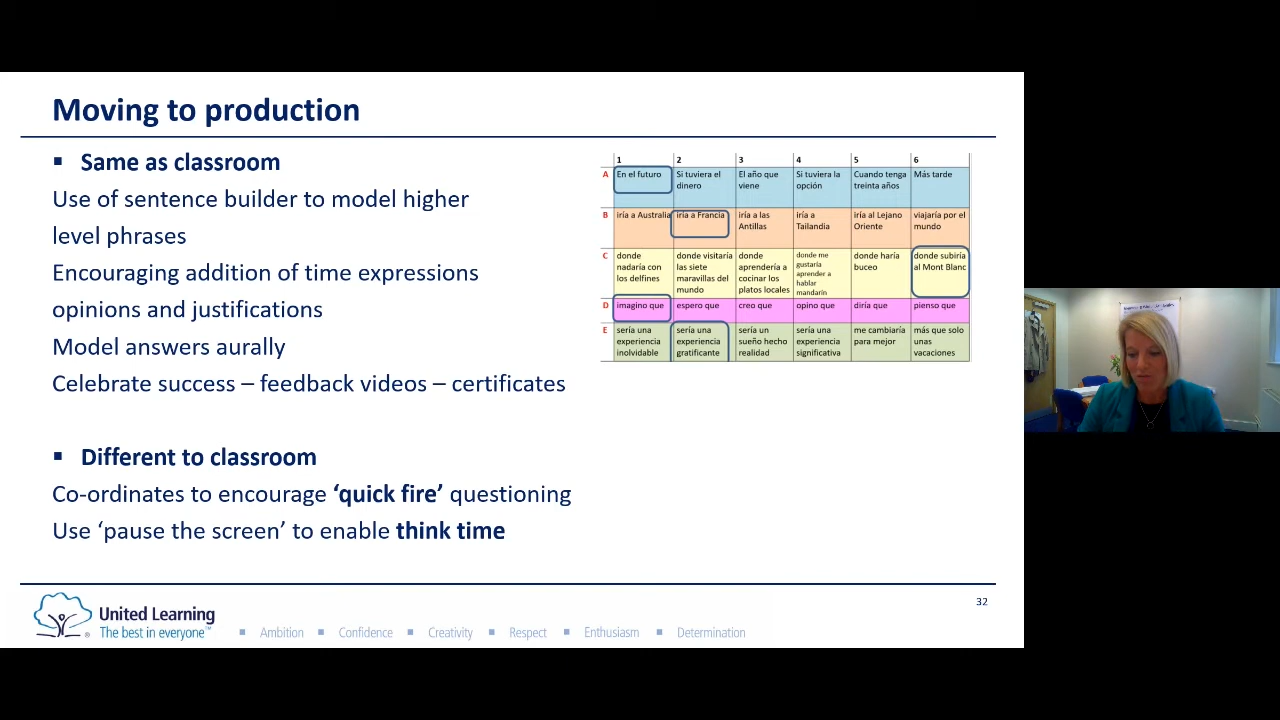 Moving to production
Same as classroom
Use of sentence builder to model higher
level phrases
Encouraging addition of time expressions
opinions and justifications
Model answers aurally
Celebrate success – feedback videos – certificates
Different to classroom
Co-ordinates to encourage ‘quick fire’ questioning
Use ‘pause the screen’ to enable think time
1 2 3 4 5 6
A En el futuro Si tuviera el El año que Si tuviera la Cuando tenga Más tarde
dinero viene opción treinta años
B iría a Australia iría a Francia iría a las iría a iría al Lejano viajaría por el
Antillas Tailandia Oriente mundo
C donde donde visitaría donde donde me donde haría donde subiría
nadaría con las siete aprendería a gustaría buceo al Mont Blanc
los delfines maravillas del cocinar los aprender a
mundo platos locales hablar
mandarín
D imagino que espero que creo que opino que diría que pienso que
E sería una sería una sería un sería una me cambiaría más que solo
experiencia experiencia sueño hecho experiencia para mejor unas
inolvidable gratificante realidad significativa vacaciones
32
United Learning
The best in everyone™
Ambition Confidence Creativity Respect Enthusiasm Determination